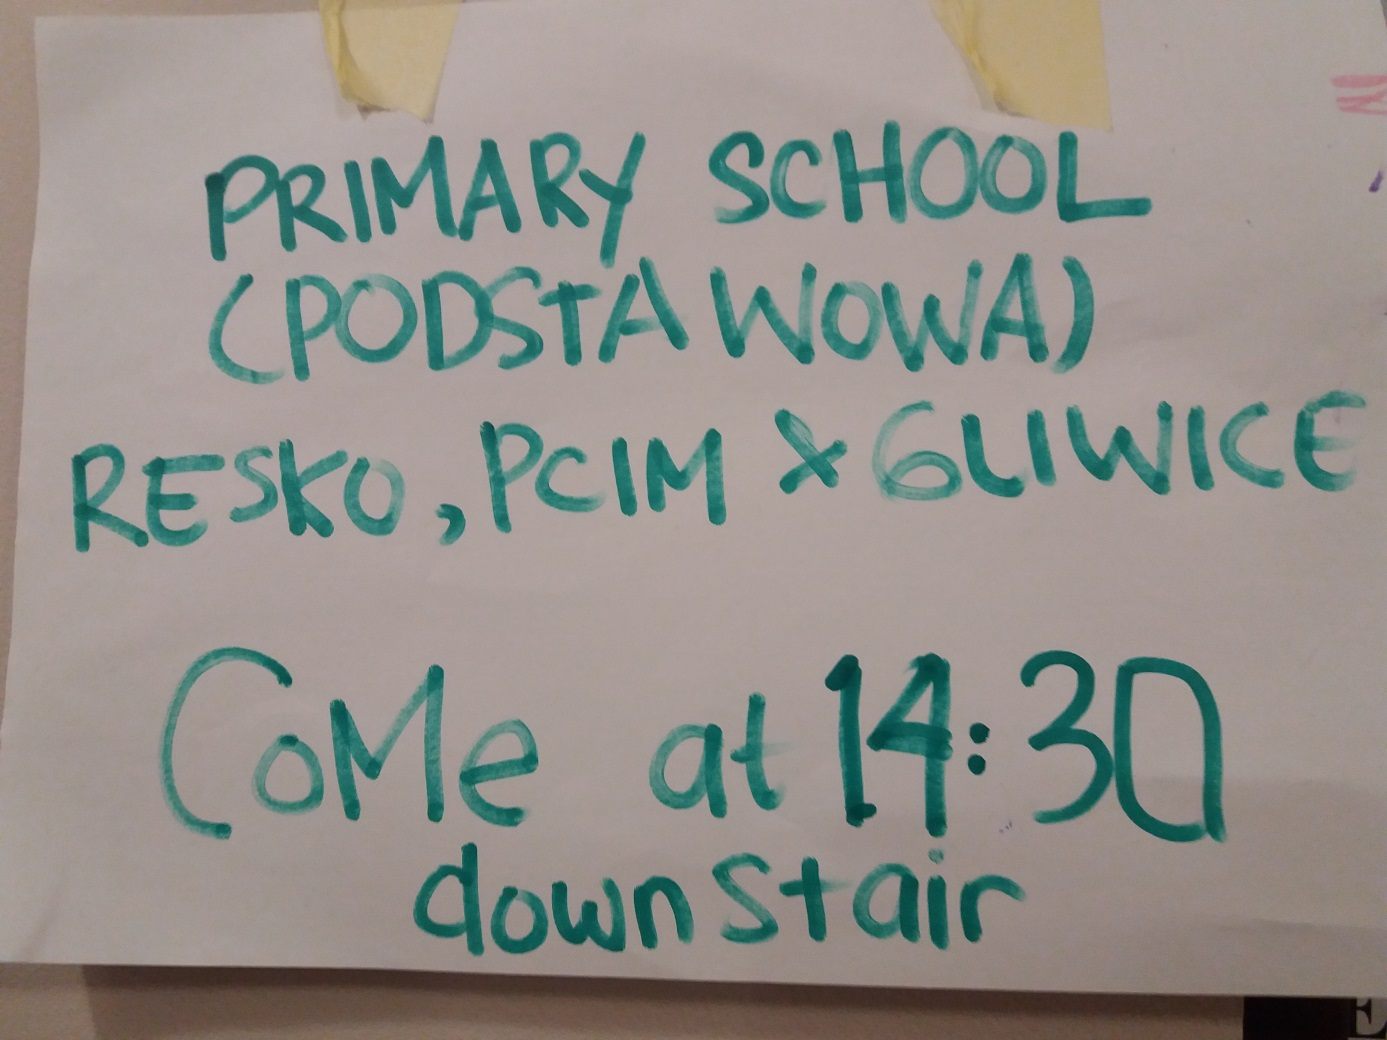 PRIMARY SCHOOL
(PODSTAWOWA)
RESKO, PCIM & GLIWICE
CoMe at 14:30
downstair